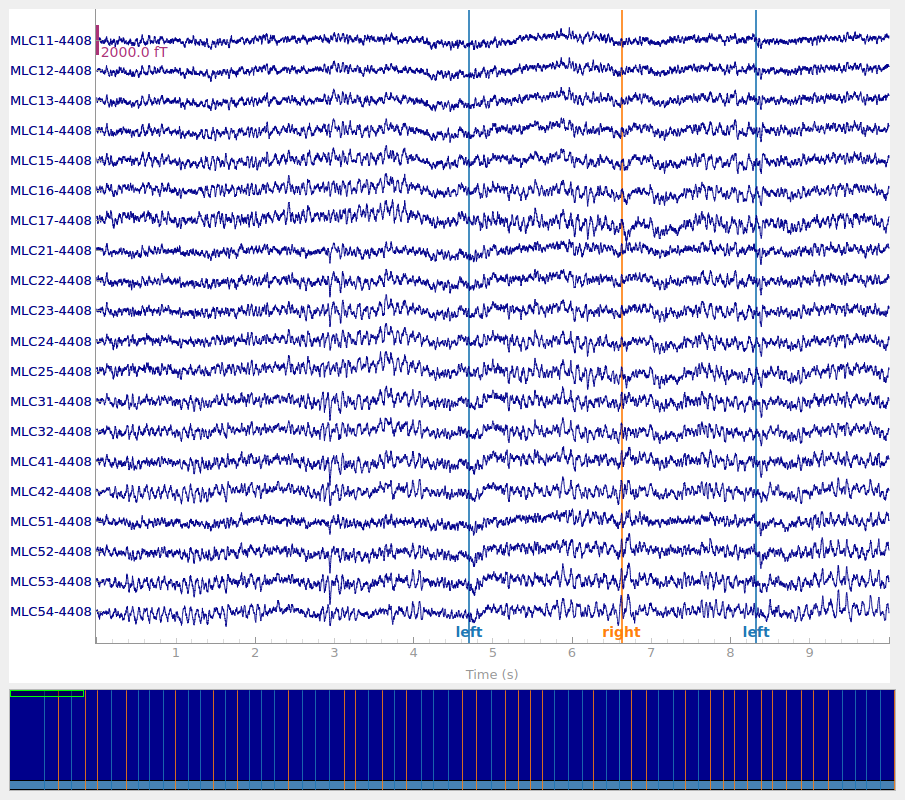 MLC11-4408
2000.0 fT
MLC12-4408
MLC13-4408
MLC14-4408
MLC15-4408
MLC16-4408
MLC17-4408
MLC21-4408
MLC22-4408
MLC23-4408
MLC24-4408
MLC25-4408
MLC31-4408
MLC32-4408
MLC41-4408
MLC42-4408
MLC51-4408
MLC52-4408
MLC53-4408
MLC54-4408
left right left
1 2 3 4 5 6 7 8 9
Time (s)